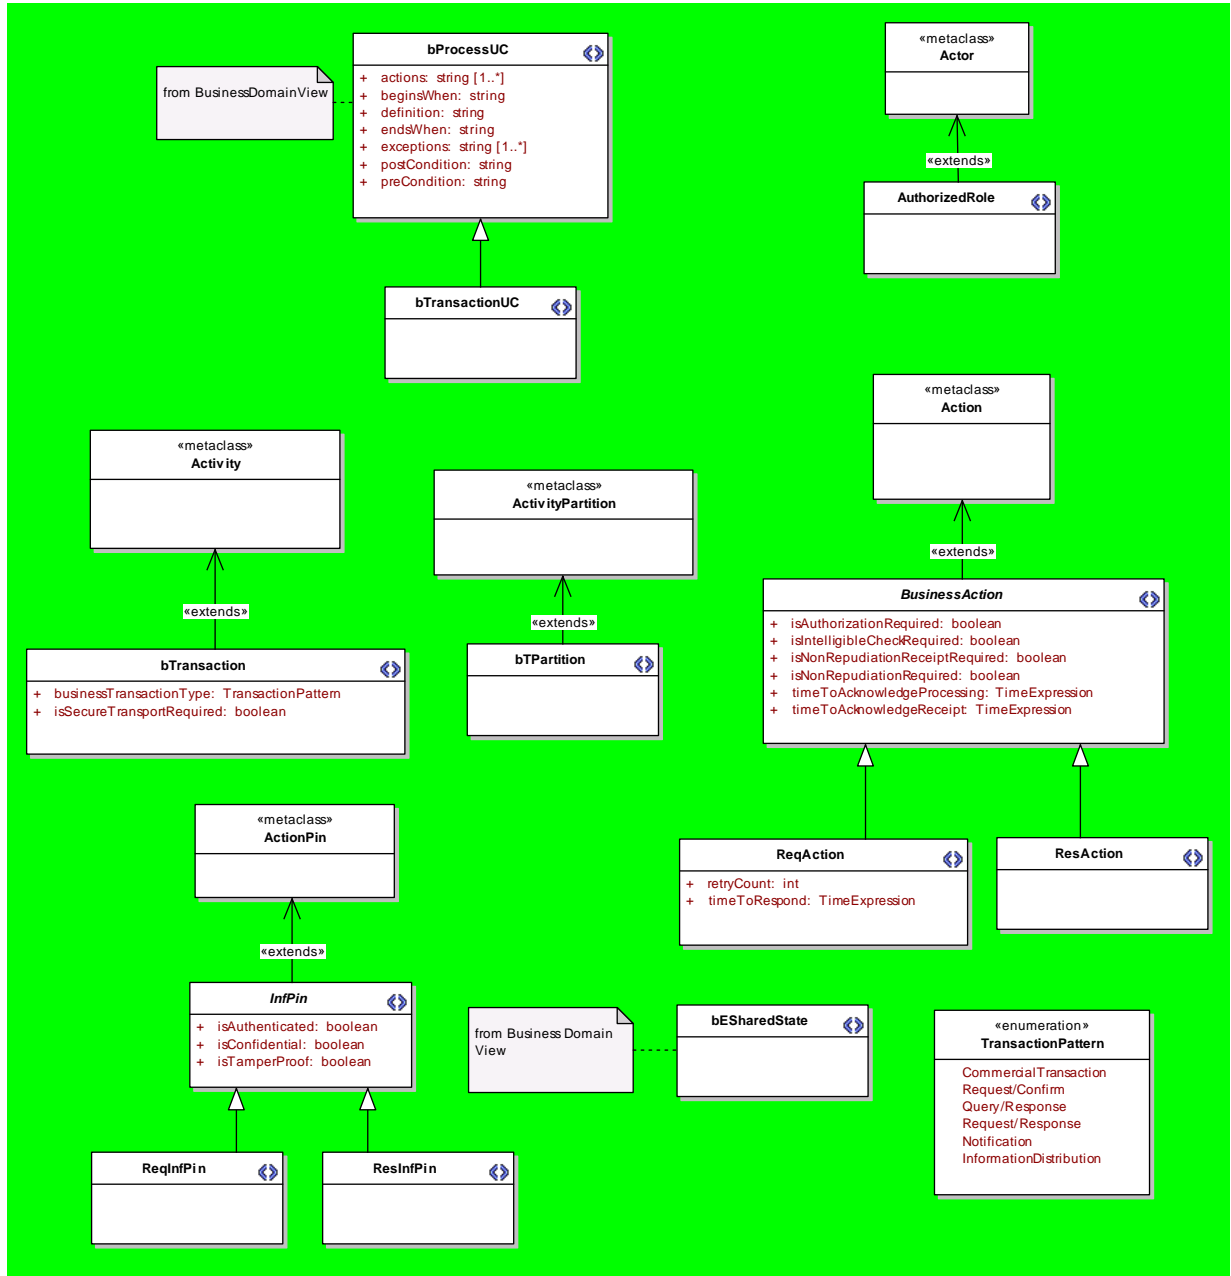 bProcessUC
+ actions: string [1..*]
+ beginsWhen: string
+ definition: string
+ endsWhen: string
+ exceptions: string [1..*]
+ postCondition: string
+ preCondition: string
from BusinessDomainView
«metaclass»
Actor
«extends»
AuthorizedRole
bTransactionUC
«metaclass»
Action
«metaclass»
Activity
«metaclass»
ActivityPartition
«extends»
«extends»
«extends»
BusinessAction
+ isAuthorizationRequired: boolean
+ isIntelligibleCheckRequired: boolean
+ isNonRepudiationReceiptRequired: boolean
+ isNonRepudiationRequired: boolean
+ timeToAcknowledgeProcessing: TimeExpression
+ timeToAcknowledgeReceipt: TimeExpression
bTransaction
+ businessTransactionType: TransactionPattern
+ isSecureTransportRequired: boolean
bTPartition
«metaclass»
ActionPin
ReqAction
+ retryCount: int
+ timeToRespond: TimeExpression
ResAction
«extends»
InfPin
+ isAuthenticated: boolean
+ isConfidential: boolean
+ isTamperProof: boolean
from Business Domain
View
bESharedState
«enumeration»
TransactionPattern
CommercialTransaction
Request/Confirm
Query/Response
Request/Response
Notification
InformationDistribution
ReqInfPin
ResInfPin